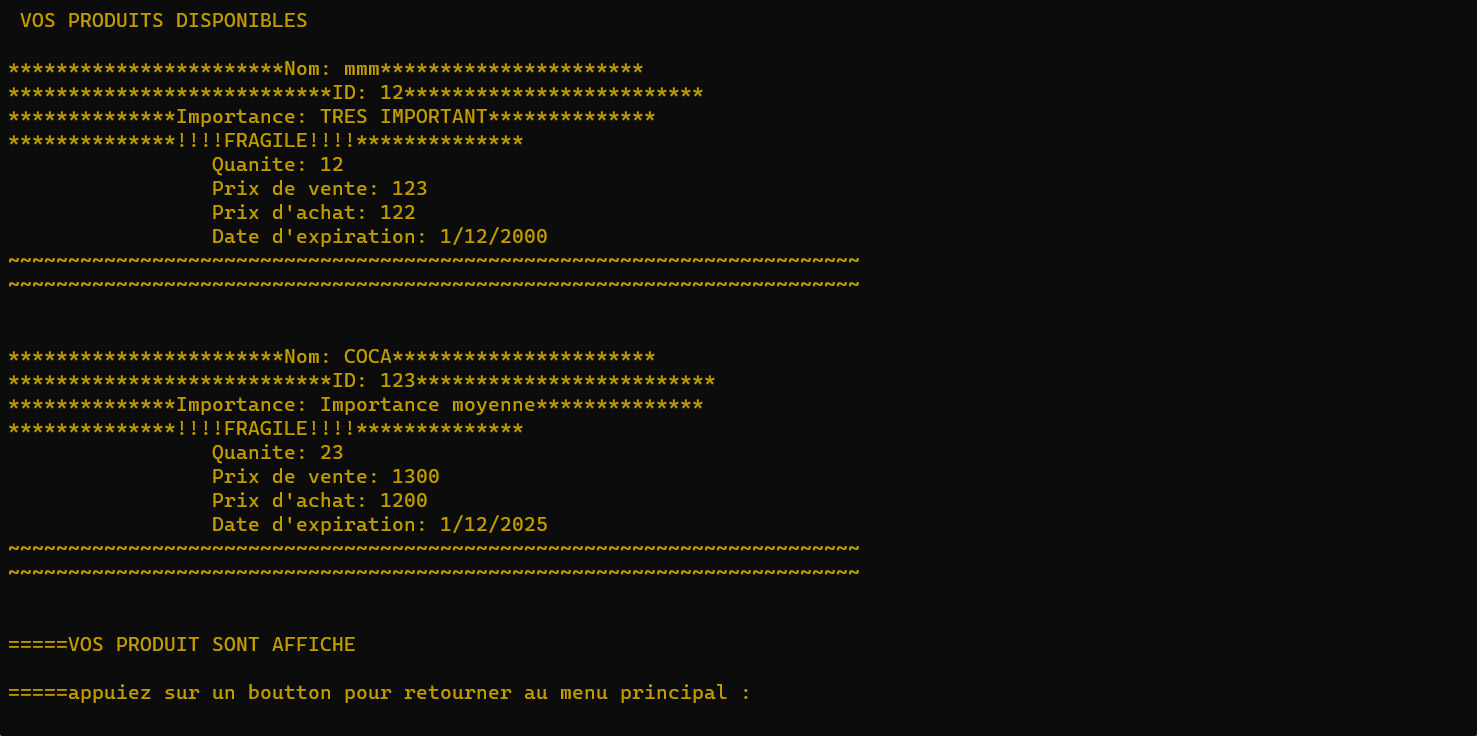 VOS PRODUITS DISPONIBLES
***********************Nom: mmm**********************
***************************ID: 12*************************
**************Importance: TRES IMPORTANT**************
**************!!!!FRAGILE!!!!**************
Quanite: 12
Prix de vente: 123
Prix d'achat: 122
Date d'expiration: 1/12/2000
~~~~~~~~~~~~~~~~~~~~~~~~~~~~~~~~~~~~~~~~~~~~~~~~~~~~~~~~~~~~~~~~~~~~~~~
~~~~~~~~~~~~~~~~~~~~~~~~~~~~~~~~~~~~~~~~~~~~~~~~~~~~~~~~~~~~~~~~~~~~~~~
***********************Nom: COCA**********************
***************************ID: 123*************************
**************Importance: Importance moyenne**************
**************!!!!FRAGILE!!!!**************
Quanite: 23
Prix de vente: 1300
Prix d'achat: 1200
Date d'expiration: 1/12/2025
~~~~~~~~~~~~~~~~~~~~~~~~~~~~~~~~~~~~~~~~~~~~~~~~~~~~~~~~~~~~~~~~~~~~~~~
~~~~~~~~~~~~~~~~~~~~~~~~~~~~~~~~~~~~~~~~~~~~~~~~~~~~~~~~~~~~~~~~~~~~~~~
=====VOS PRODUIT SONT AFFICHE
=====appuiez sur un boutton pour retourner au menu principal :